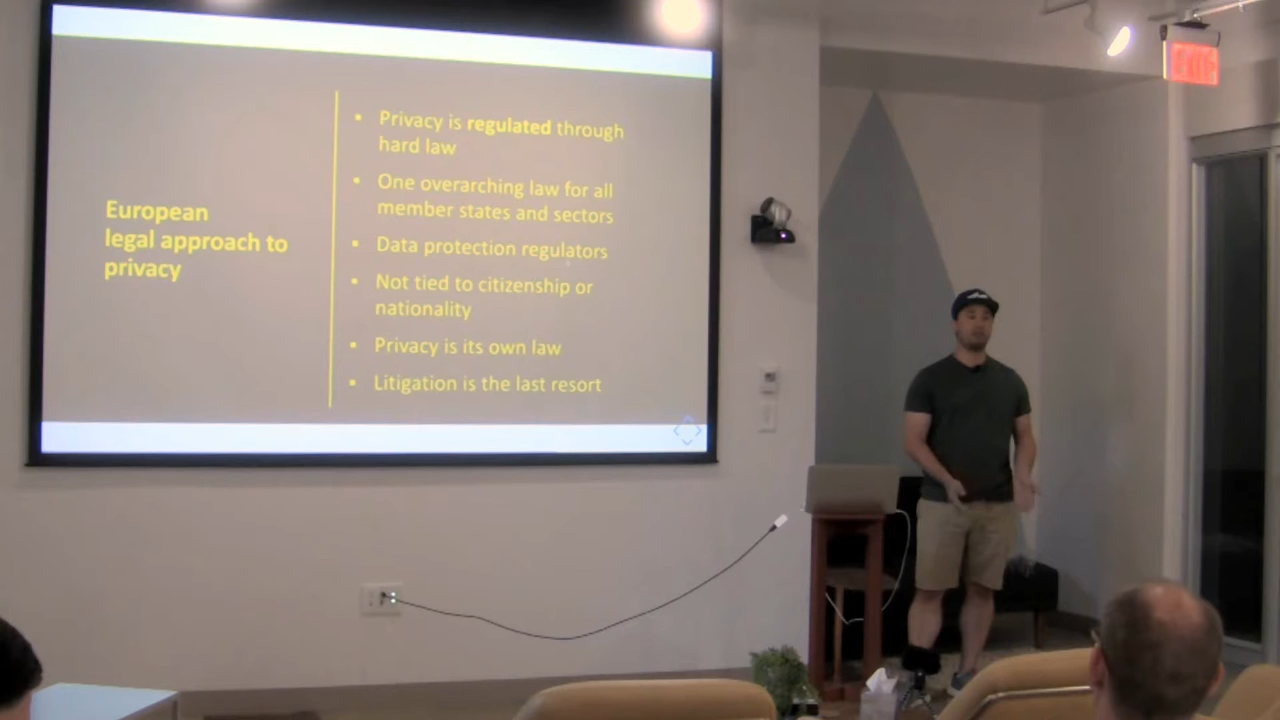 European
legal approach to
privacy
Privacy is regulated through
hard law
One overarching law for all
member states and sectors
Data protection regulators
Not tied to citizenship or
nationality
Privacy is its own law
Litigation is the last resort
EXIT